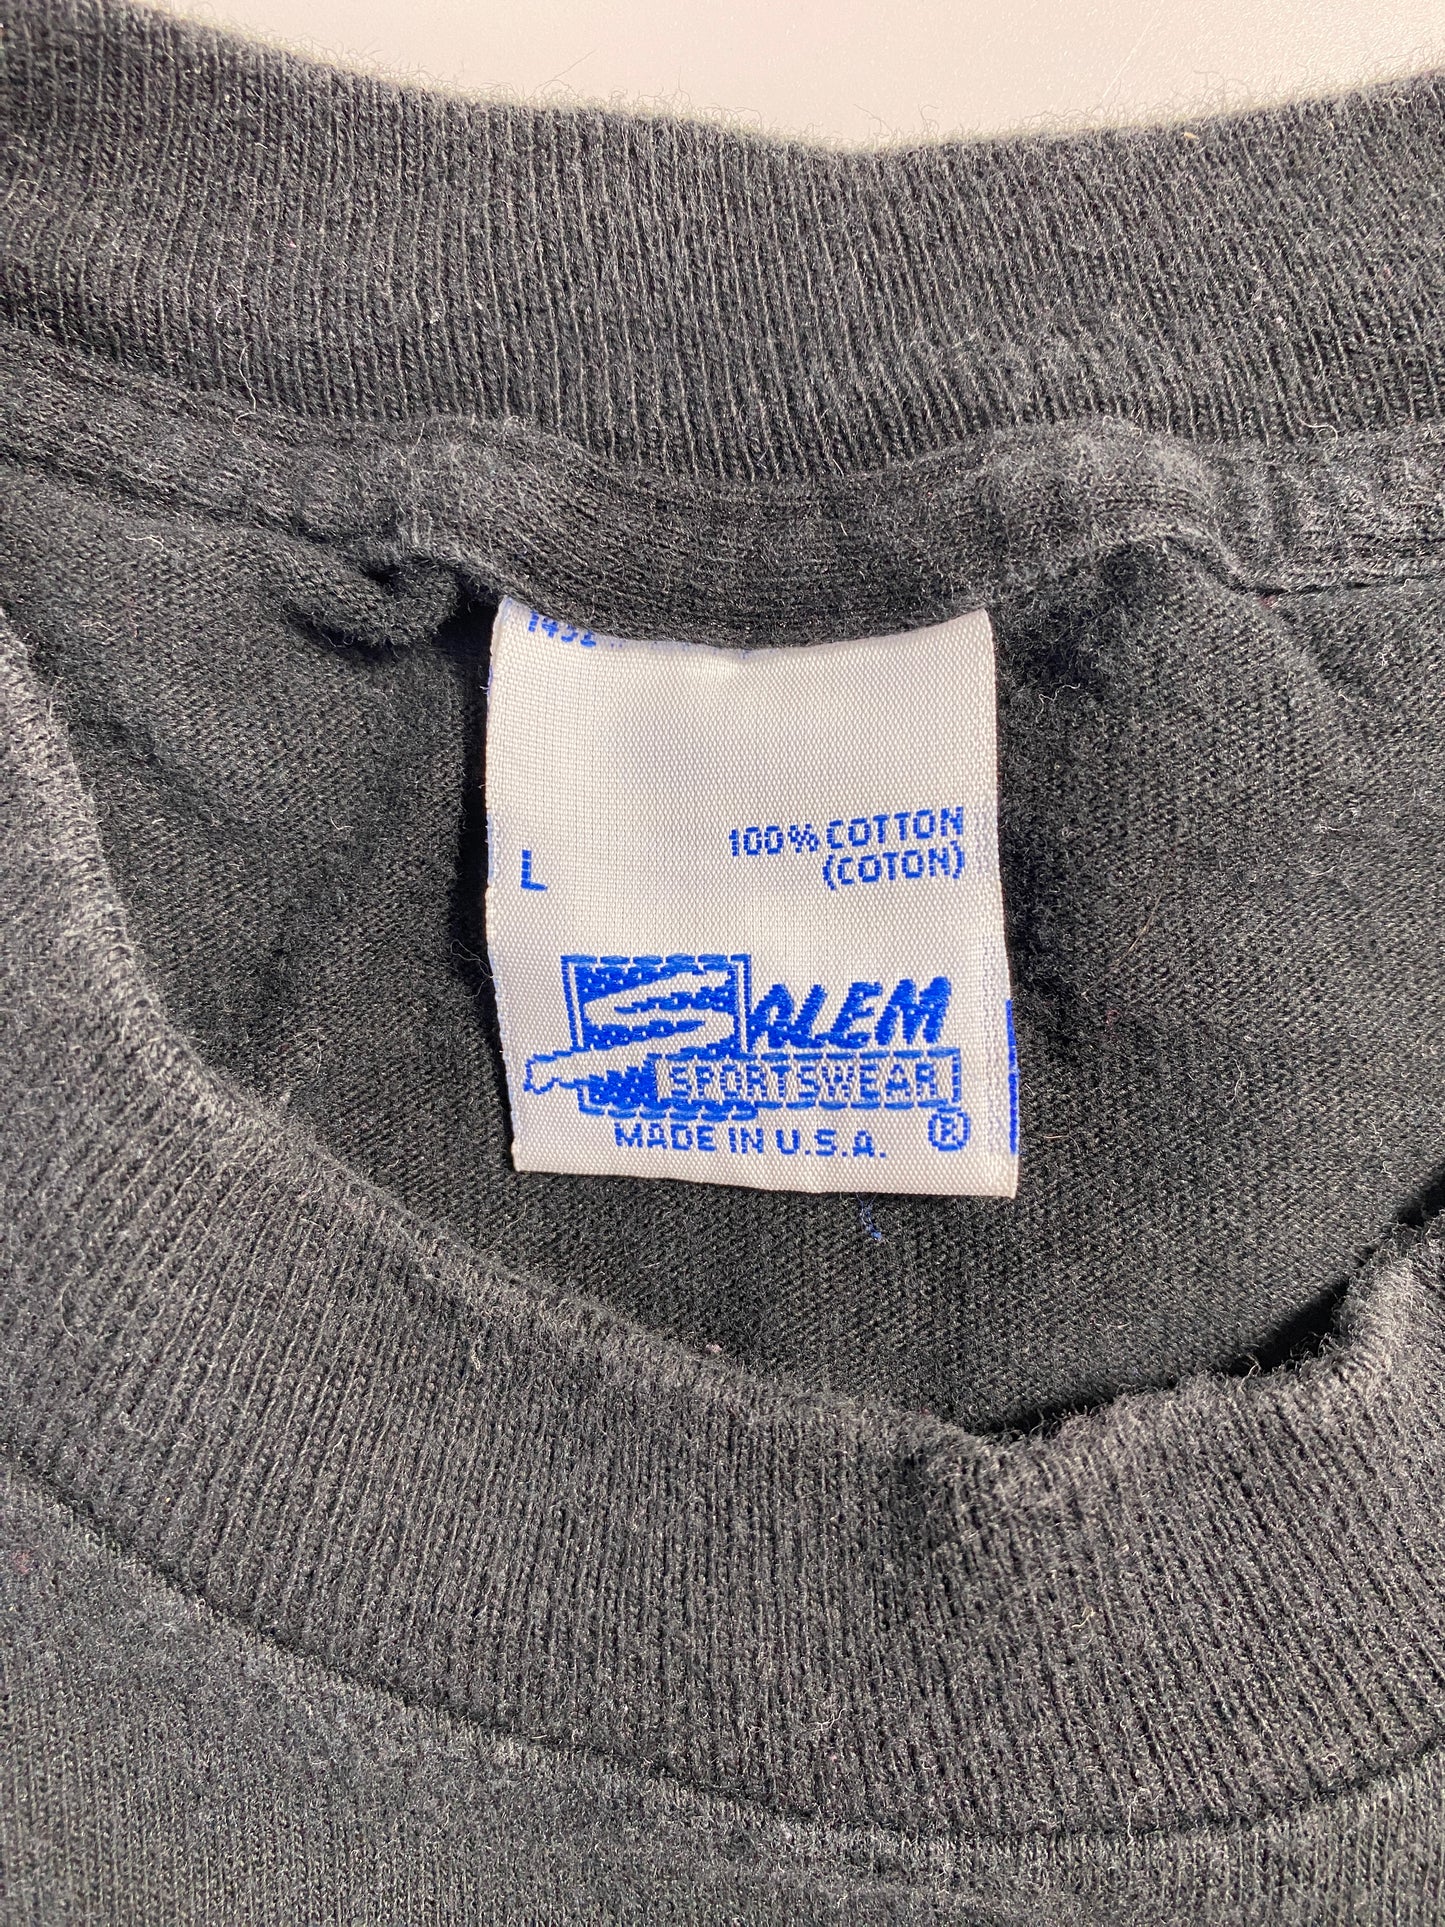 L
100% COTTON
(COTON)
SALEM
SPORTSWEAR
®
MADE IN U.S.A.